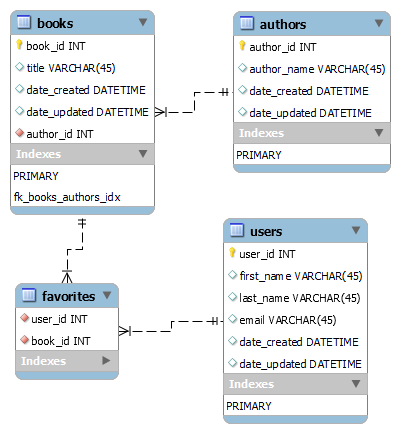 books
book_id INT
title VARCHAR(45)
date_created DATETIME
date_updated DATETIME
author_id INT
Indexes
PRIMARY
fk_books_authors_idx
authors
author_id INT
author_name VARCHAR(45)
date_created DATETIME
date_updated DATETIME
Indexes
PRIMARY
favorites
user_id INT
book_id INT
Indexes
users
user_id INT
first_name VARCHAR(45)
last_name VARCHAR(45)
email VARCHAR(45)
date_created DATETIME
date_updated DATETIME
Indexes
PRIMARY